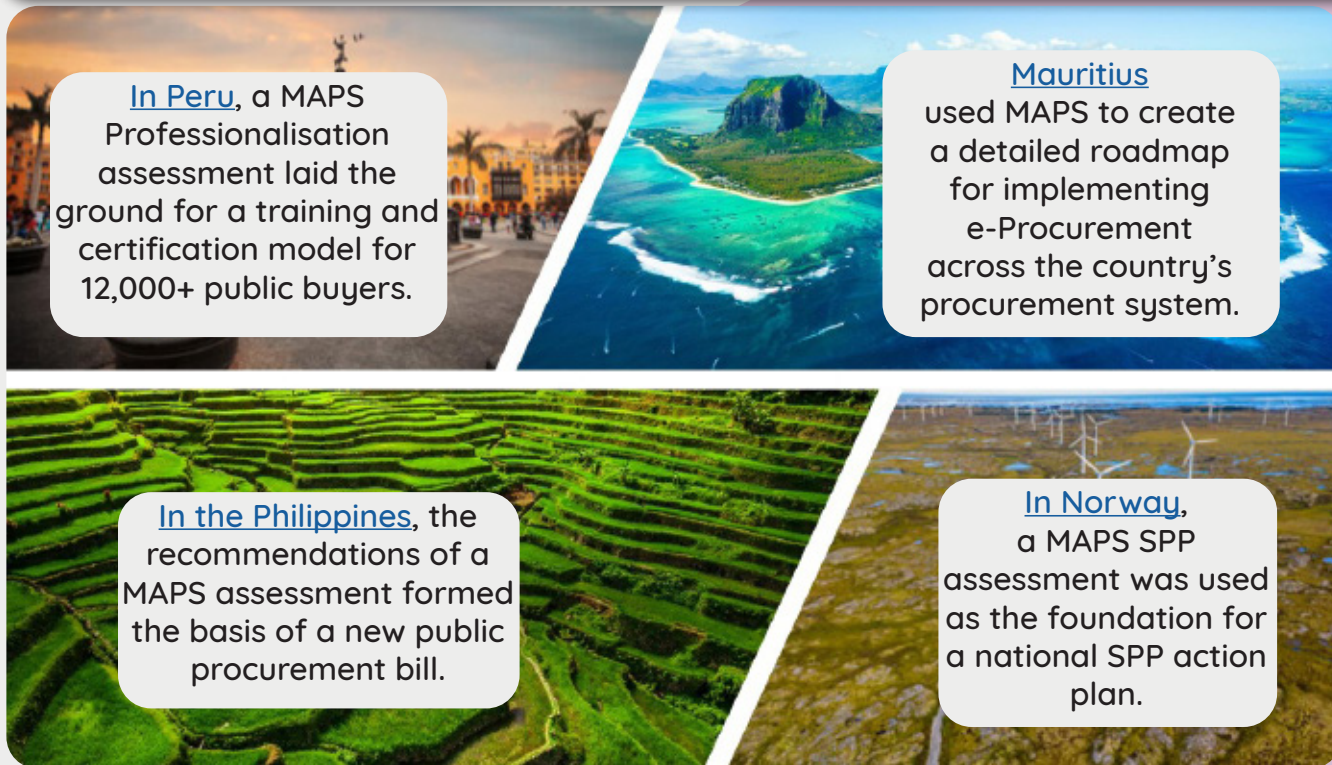 In Peru, a MAPS
Professionalisation
assessment laid the
ground for a training and
certification model for
12,000+ public buyers.
Mauritius
used MAPS to create
a detailed roadmap
for implementing
e-Procurement
across the country's
procurement system.
In the Philippines, the
recommendations of a
MAPS assessment formed
the basis of a new public
procurement bill.
In Norway,
a MAPS SPP
assessment was used
as the foundation for
a national SPP action
plan.